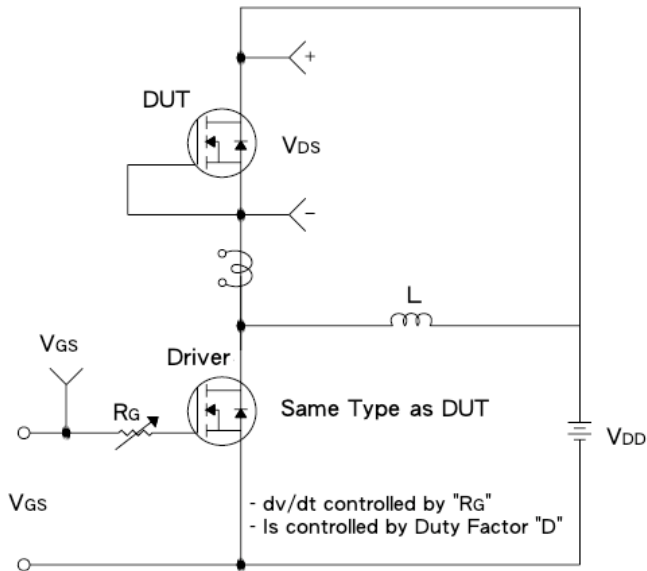 +
DUT
VDS
-
L
VGS
Driver
RG
Same Type as DUT
VDD
VGS
- dv/dt controlled by "RG"
- Is controlled by Duty Factor "D"